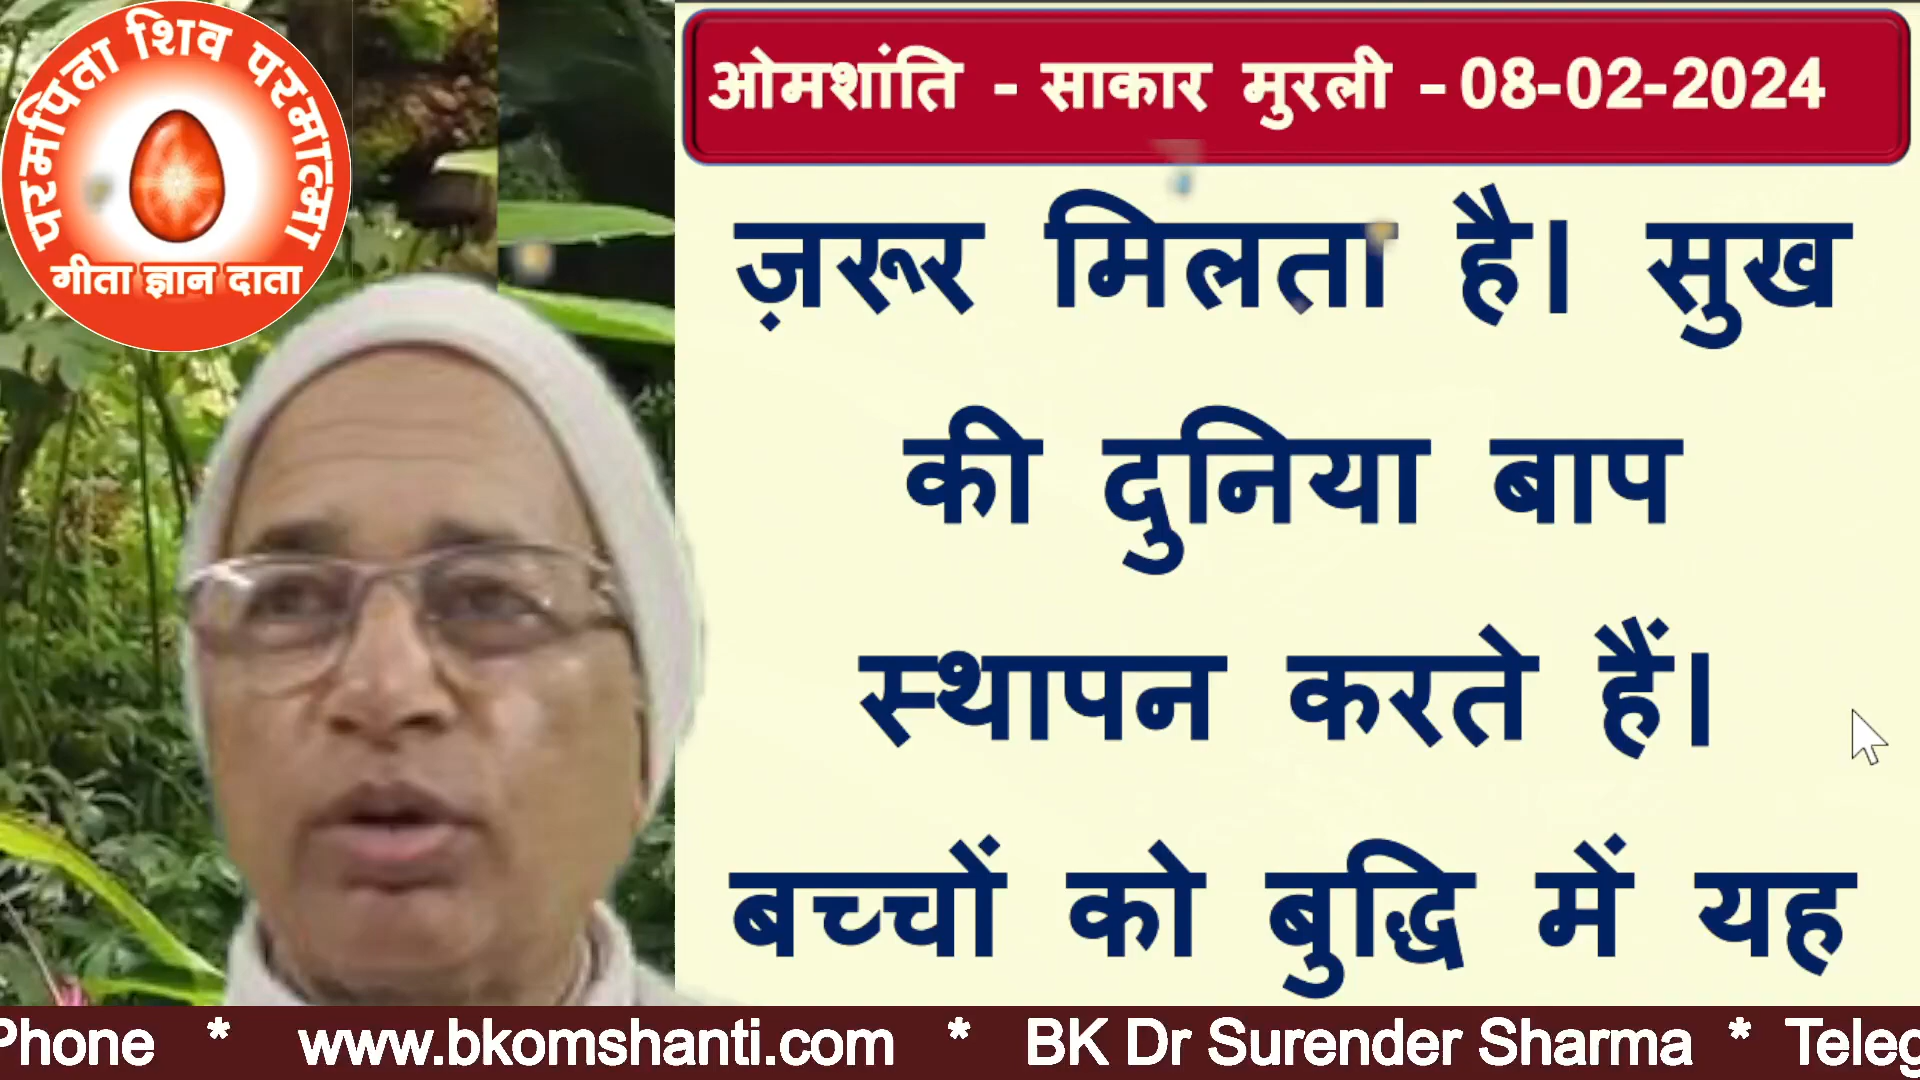 परमपिता शिव परमात्मा
गीता ज्ञान दाता
ओमशांति - साकार मुरली - 08-02-2024
ज़रूर मिलता है। सुख
की दुनिया बाप
स्थापन करते हैं।
बच्चों को बुद्धि में यह
Phone * www.bkomshanti.com * BK Dr Surender Sharma * Teleg